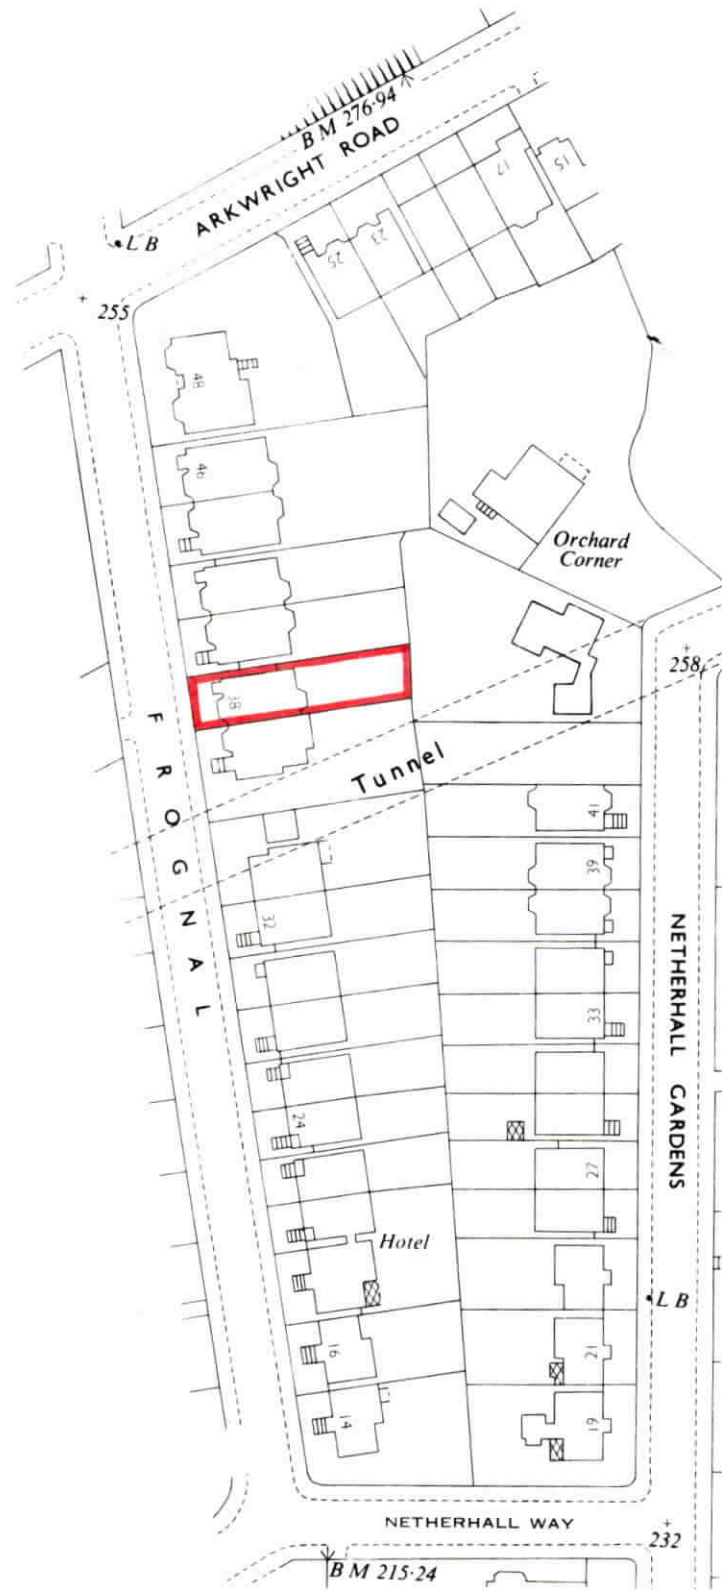 B M 276·94
ARKWRIGHT ROAD
L B
17
15
23
25
255
48
46
Orchard
Corner
258
38
FROGNAL
Tunnel
41
39
32
NETHERHALL GARDENS
33
24
27
Hotel
L B
16
21
14
19
NETHERHALL WAY
232
B M 215·24